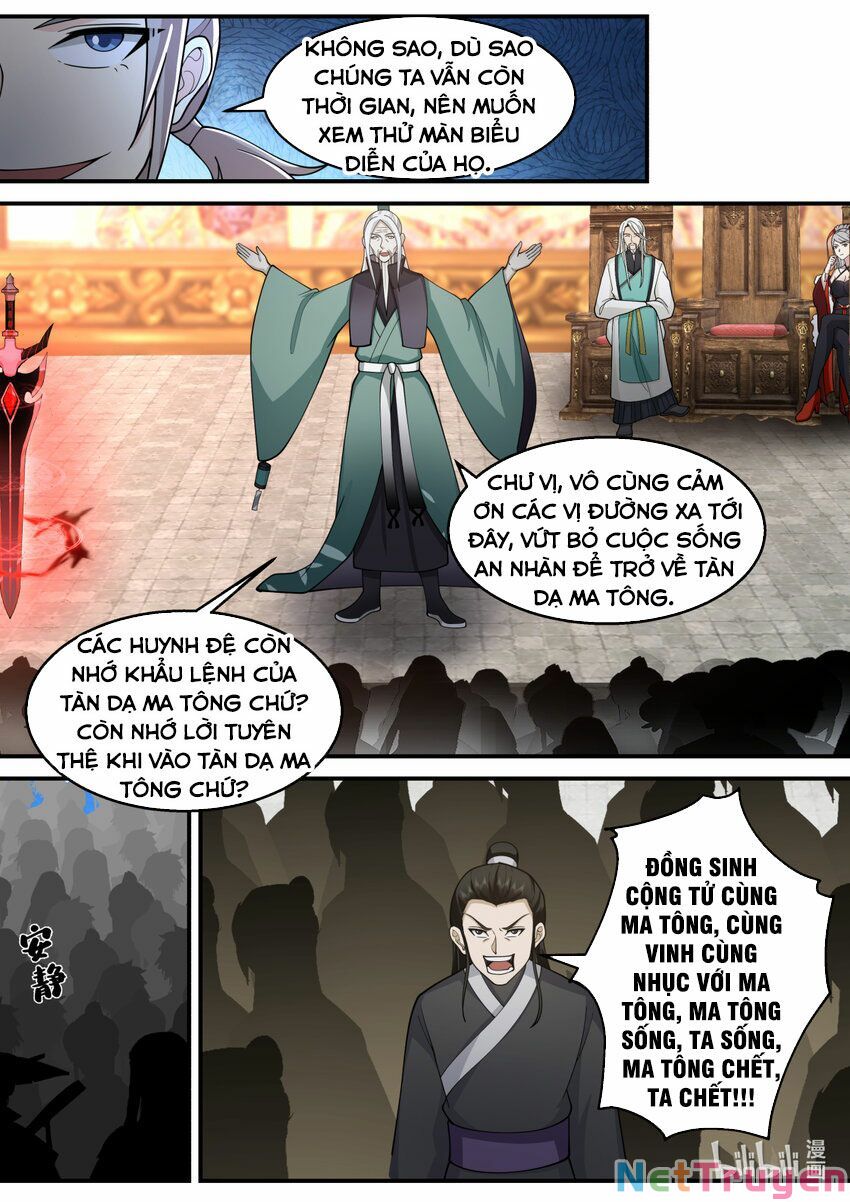 KHÔNG SAO, DÙ SAO
CHÚNG TA VẪN CÒN
THỜI GIAN, NÊN MUỐN
XEM THỬ MÀN BIỂU
DIỄN CỦA HỌ.
CHƯ VỊ, VÔ CÙNG CẢM
ƠN CÁC VỊ ĐƯỜNG XA TỚI
ĐÂY, VỨT BỎ CUỘC SỐNG
AN NHÀN ĐỂ TRỞ VỀ TÀN
DẠ MA TÔNG.
CÁC HUYNH ĐỆ CÒN
NHỚ KHẨU LỆNH CỦA
TÀN DẠ MA TÔNG CHỨ?
CÒN NHỚ LỜI TUYÊN
THỆ KHI VÀO TÀN DẠ MA
TÔNG CHỨ?
安静
ĐỒNG SINH
CỘNG TỬ CÙNG
MA TÔNG, CÙNG
VINH CÙNG
NHỤC VỚI MA
TÔNG, MA TÔNG
SỐNG, TA SỐNG,
MA TÔNG CHẾT,
TA CHẾT!!!
bilibili 漫画
NetTruyen